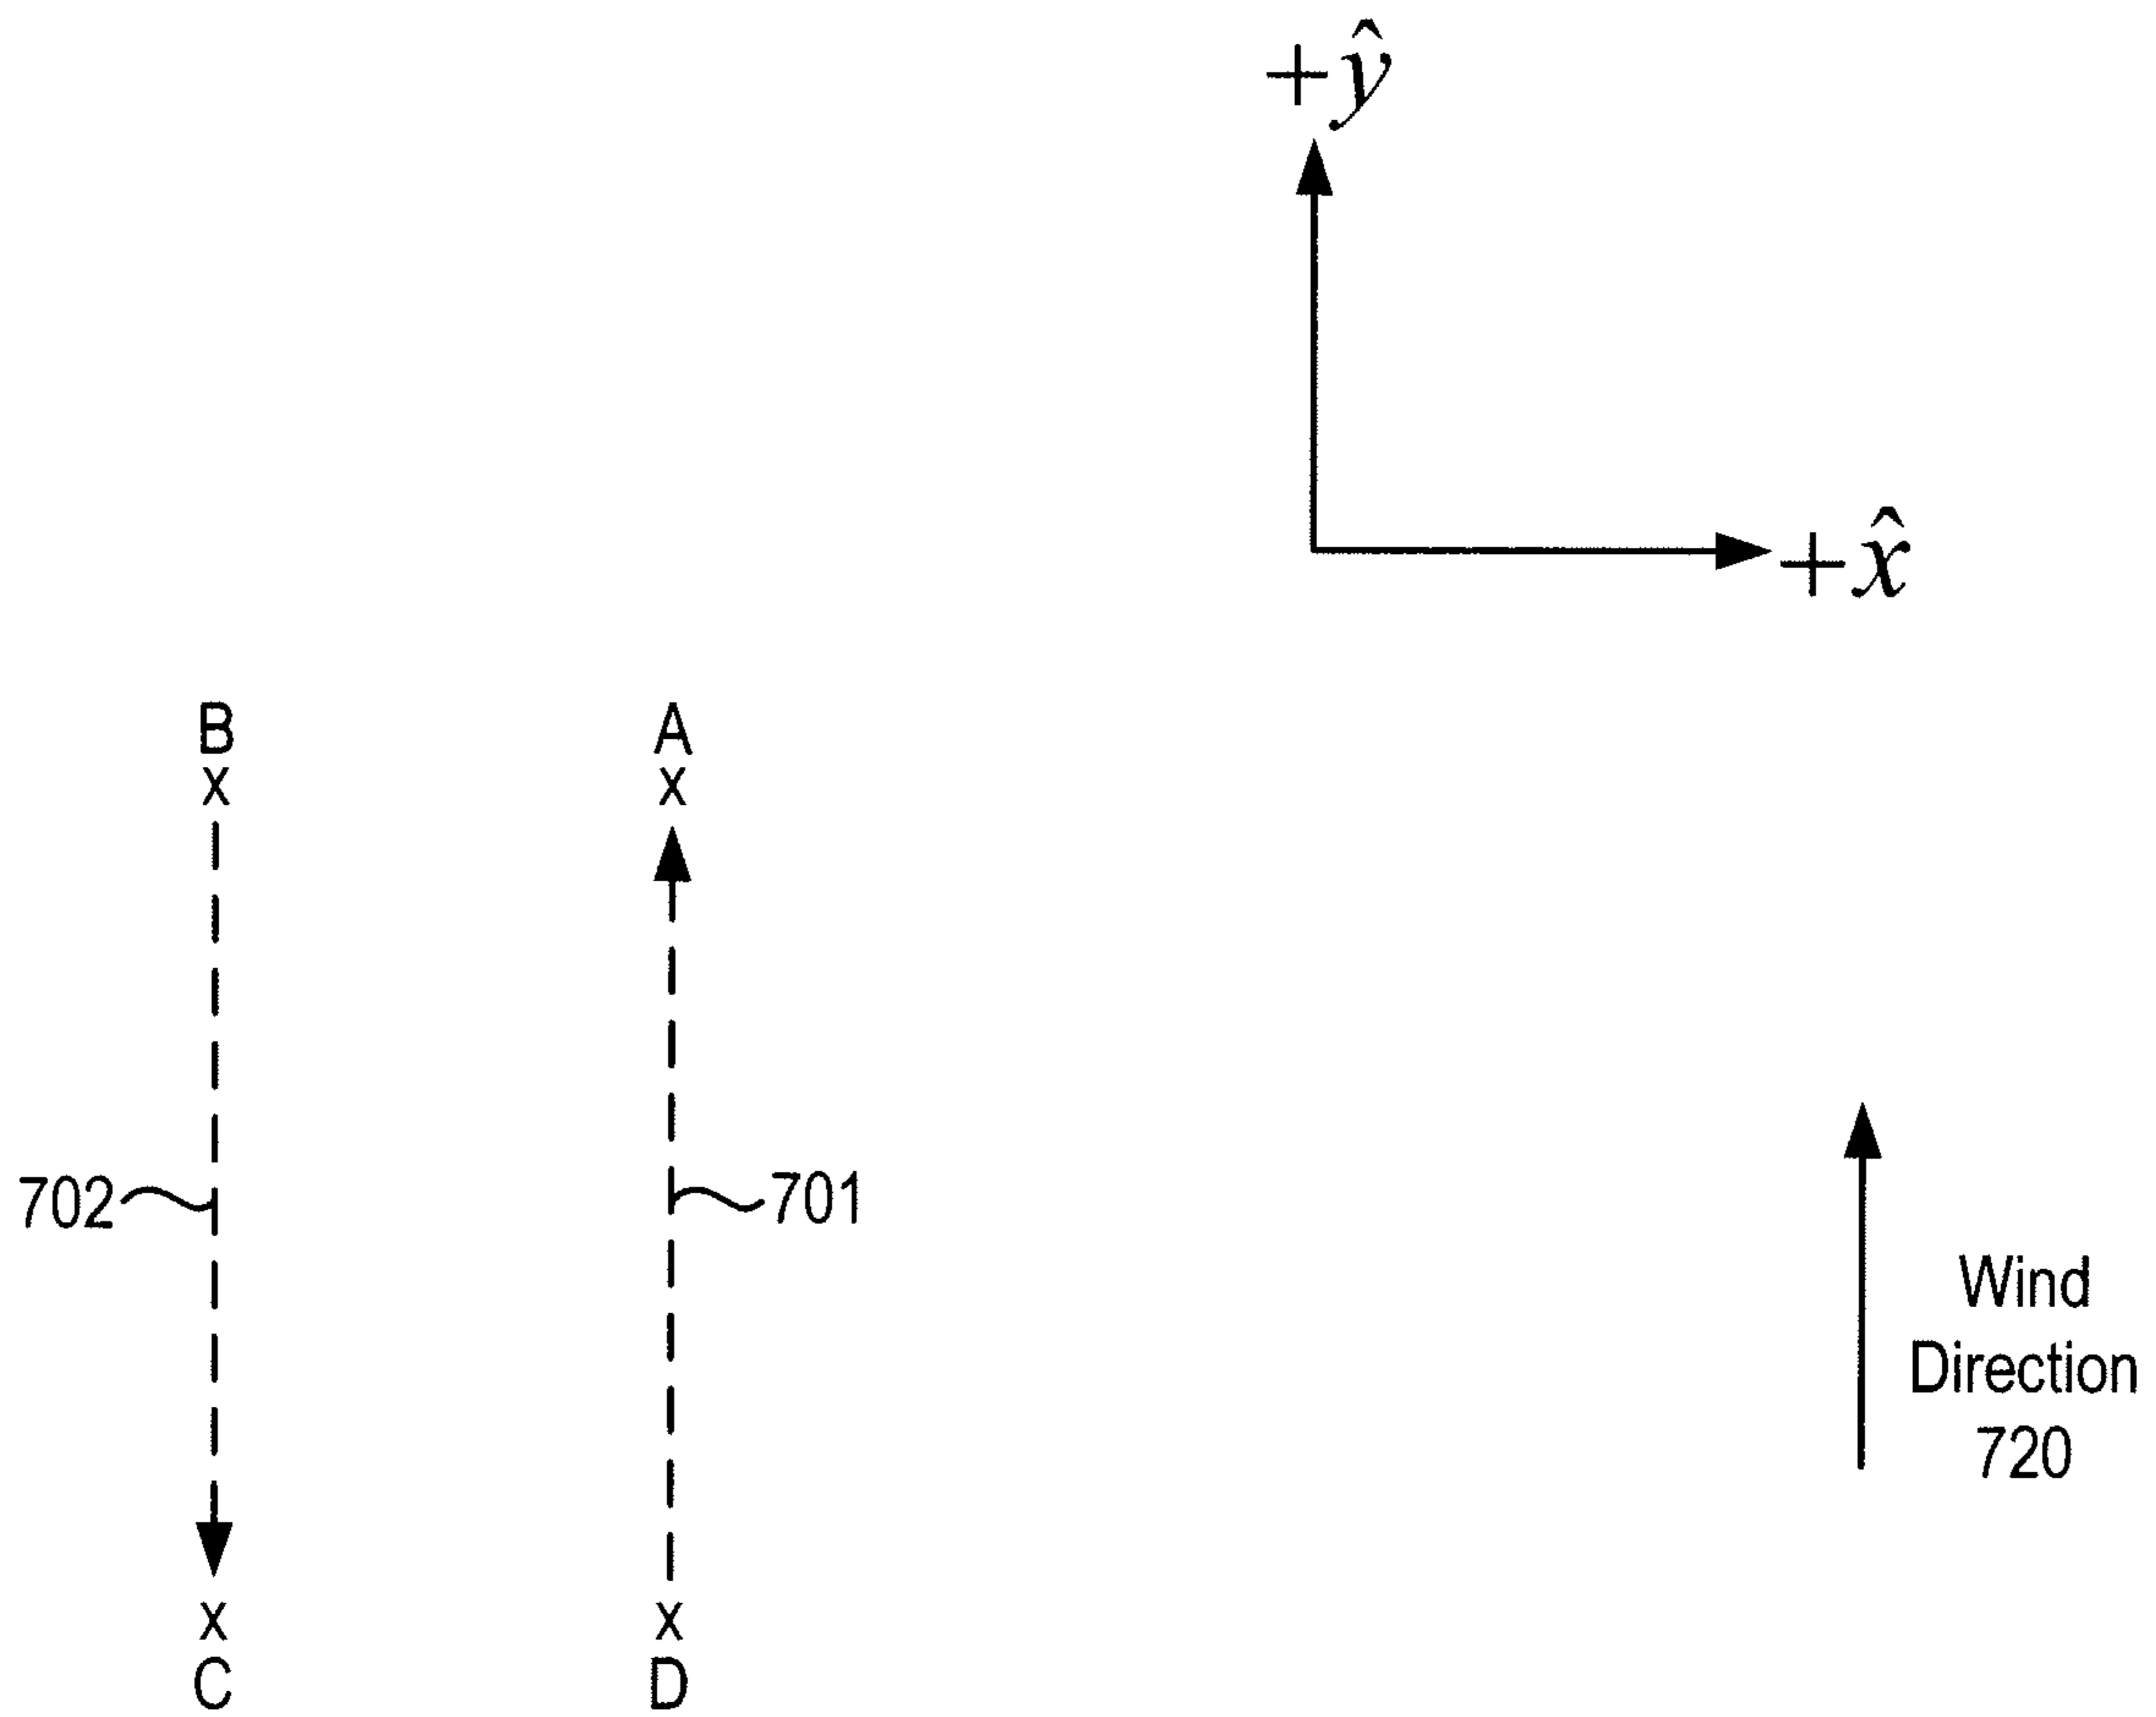 +ŷ
+x̂
B A
x x
702 701
Wind
Direction
720
x x
C D